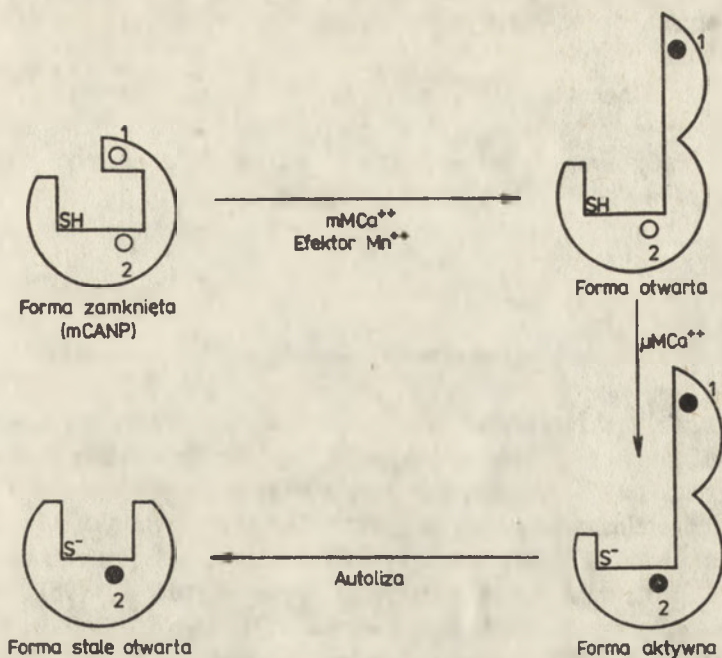 1
SH
2
Forma zamknięta
(mCANP)
mMCa⁺⁺
Efektor Mn⁺⁺
1
SH
2
Forma otwarta
µMCa⁺⁺
1
S⁻
2
Forma aktywna
Autoliza
S⁻
2
Forma stale otwarta